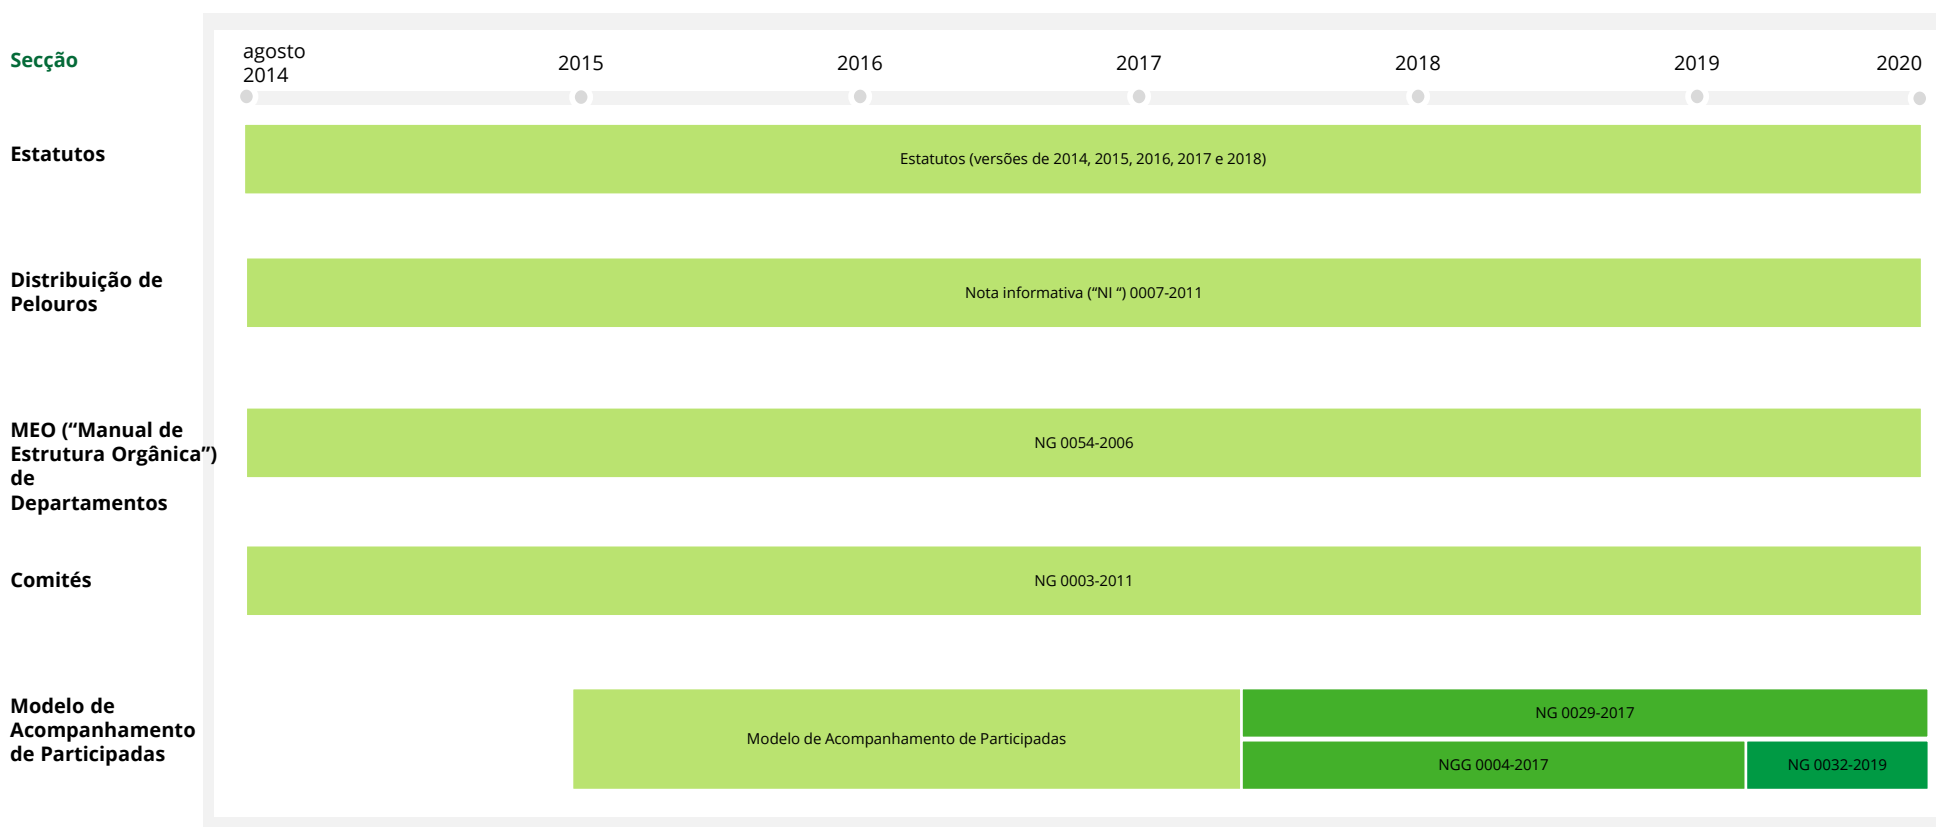 Secção
agosto
2014
2015
2016
2017
2018
2019
2020
Estatutos
Estatutos (versões de 2014, 2015, 2016, 2017 e 2018)
Distribuição de
Pelouros
Nota informativa (“NI “) 0007-2011
MEO (“Manual de
Estrutura Orgânica”)
de
Departamentos
NG 0054-2006
Comités
NG 0003-2011
Modelo de
Acompanhamento
de Participadas
Modelo de Acompanhamento de Participadas
NG 0029-2017
NGG 0004-2017
NG 0032-2019